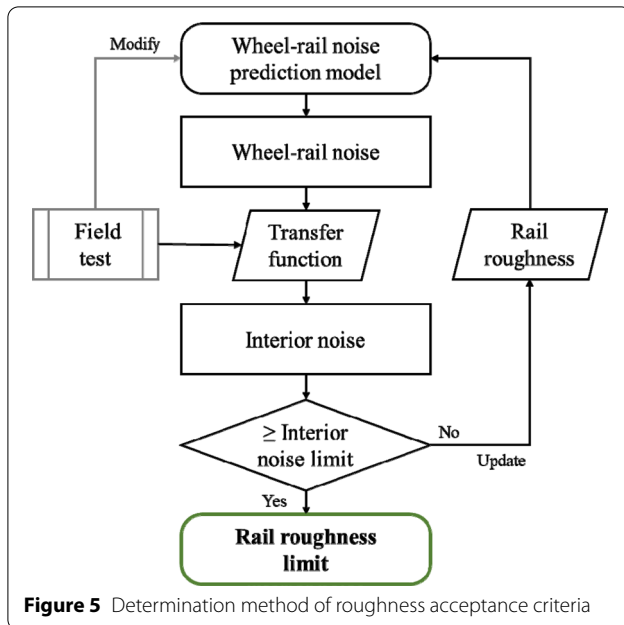 Modify
Wheel-rail noise
prediction model
Wheel-rail noise
Field
test
Transfer
function
Rail
roughness
Interior noise
≥ Interior
noise limit
No
Update
Yes
Rail roughness
limit
Figure 5 Determination method of roughness acceptance criteria